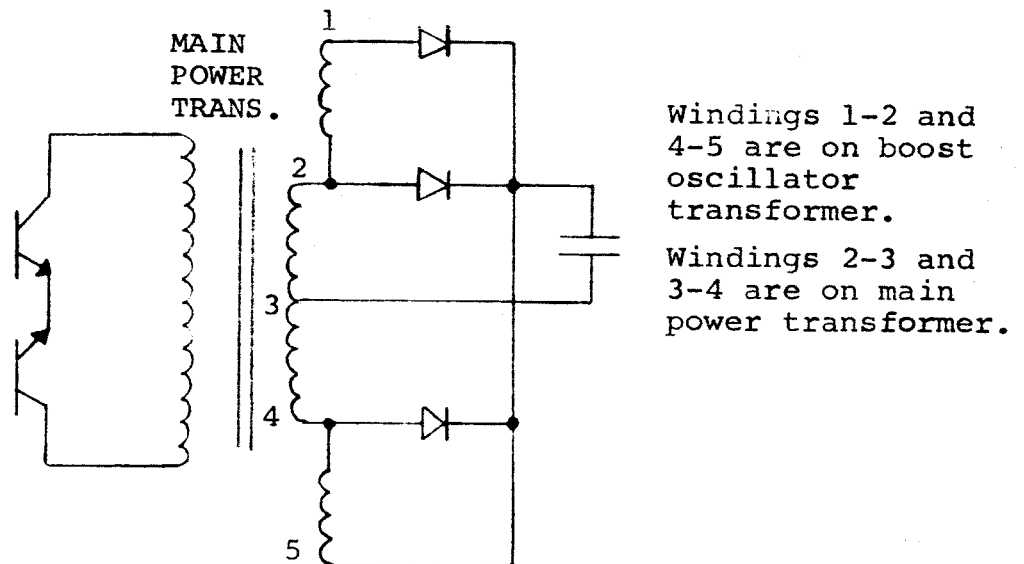 1
MAIN
POWER
TRANS.
2
3
4
5
Windings 1-2 and
4-5 are on boost
oscillator
transformer.
Windings 2-3 and
3-4 are on main
power transformer.